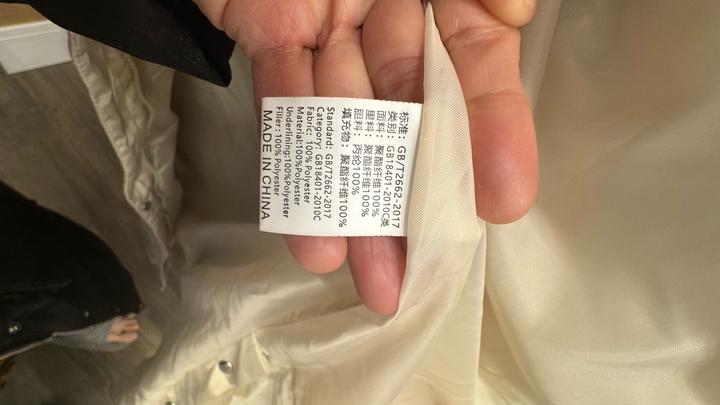 标准：GB/T2662-2017
类别：GB18401-2010C类
面料：聚酯纤维100%
里料：聚酯纤维100%
胆料：丙纶100%
填充物：聚酯纤维100%
Standard: GB/T2662-2017
Category: GB18401-2010C
Fabric: 100% Polyester
Material:100%Polyester
Underlining:100%Polyester
Filler: 100% Polyester
MADE IN CHINA